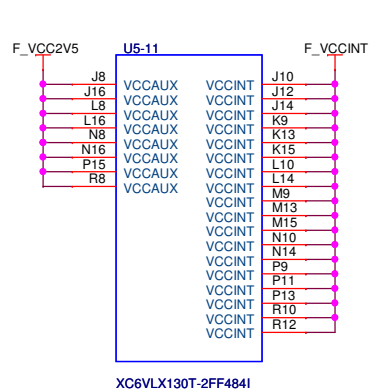 F_VCC2V5 U5-11 F_VCCINT
J8 VCCAUX VCCINT J10
J16 VCCAUX VCCINT J12
L8 VCCAUX VCCINT J14
L16 VCCAUX VCCINT K9
N8 VCCAUX VCCINT K13
N16 VCCAUX VCCINT K15
P15 VCCAUX VCCINT L10
R8 VCCAUX VCCINT L14
VCCINT M9
VCCINT M13
VCCINT M15
VCCINT N10
VCCINT N14
VCCINT P9
VCCINT P11
VCCINT P13
VCCINT R10
VCCINT R12
XC6VLX130T-2FF484I